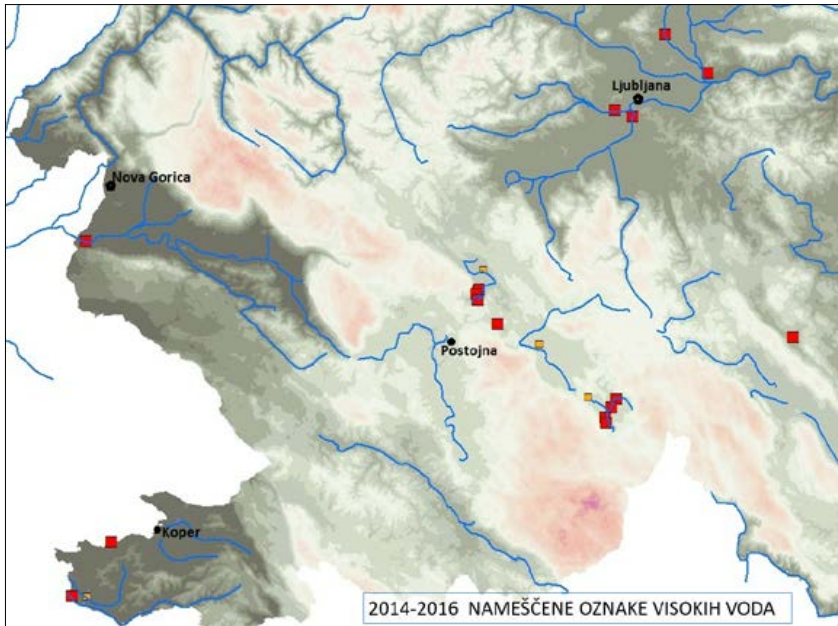 Ljubljana
Nova Gorica
Postojna
Koper
2014-2016 NAMEŠČENE OZNAKE VISOKIH VODA